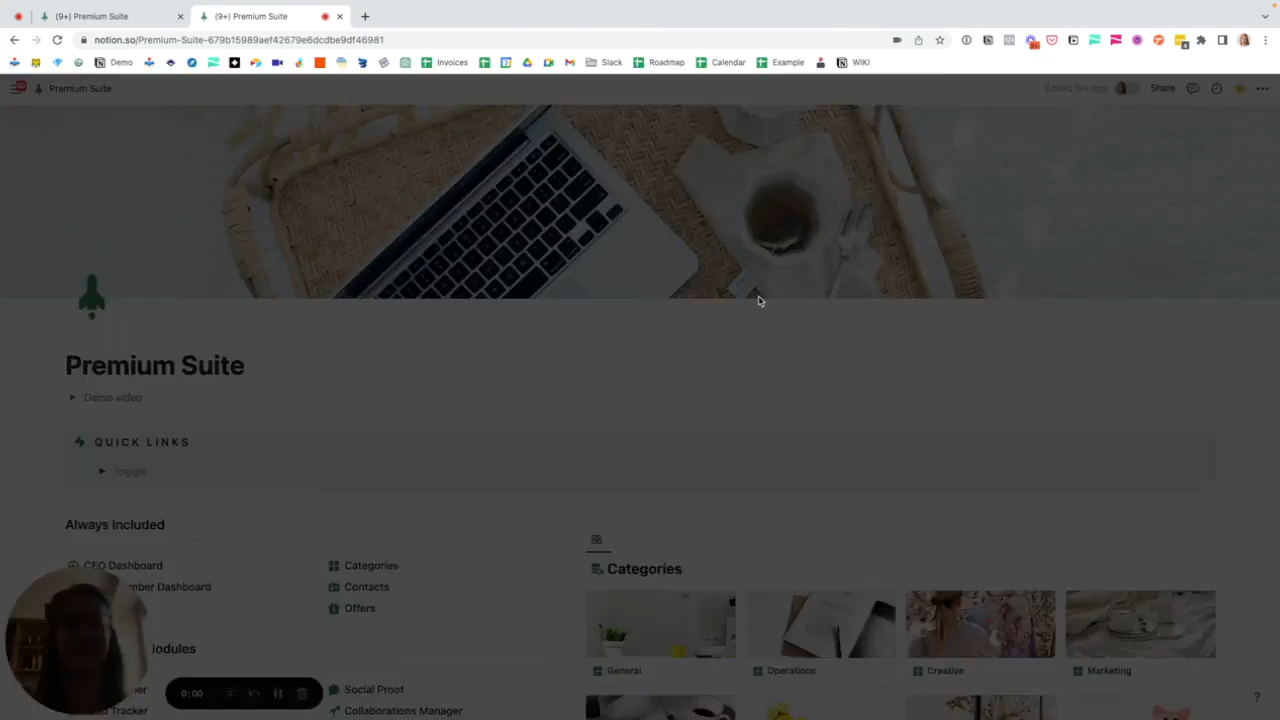 (9+) Premium Suite
(9+) Premium Suite
notion.so/Premium-Suite-679b15989aef42679e6dcdbe9df46981
Demo
Invoices
Slack
Roadmap
Calendar
Example
WIKI
Premium Suite
Share
Premium Suite
Demo video
QUICK LINKS
Toggle
Always Included
CEO Dashboard
Categories
Dashboard
Contacts
Offers
Categories
General
Operations
Creative
Marketing
Social Proof
Tracker
Collaborations Manager
0:00